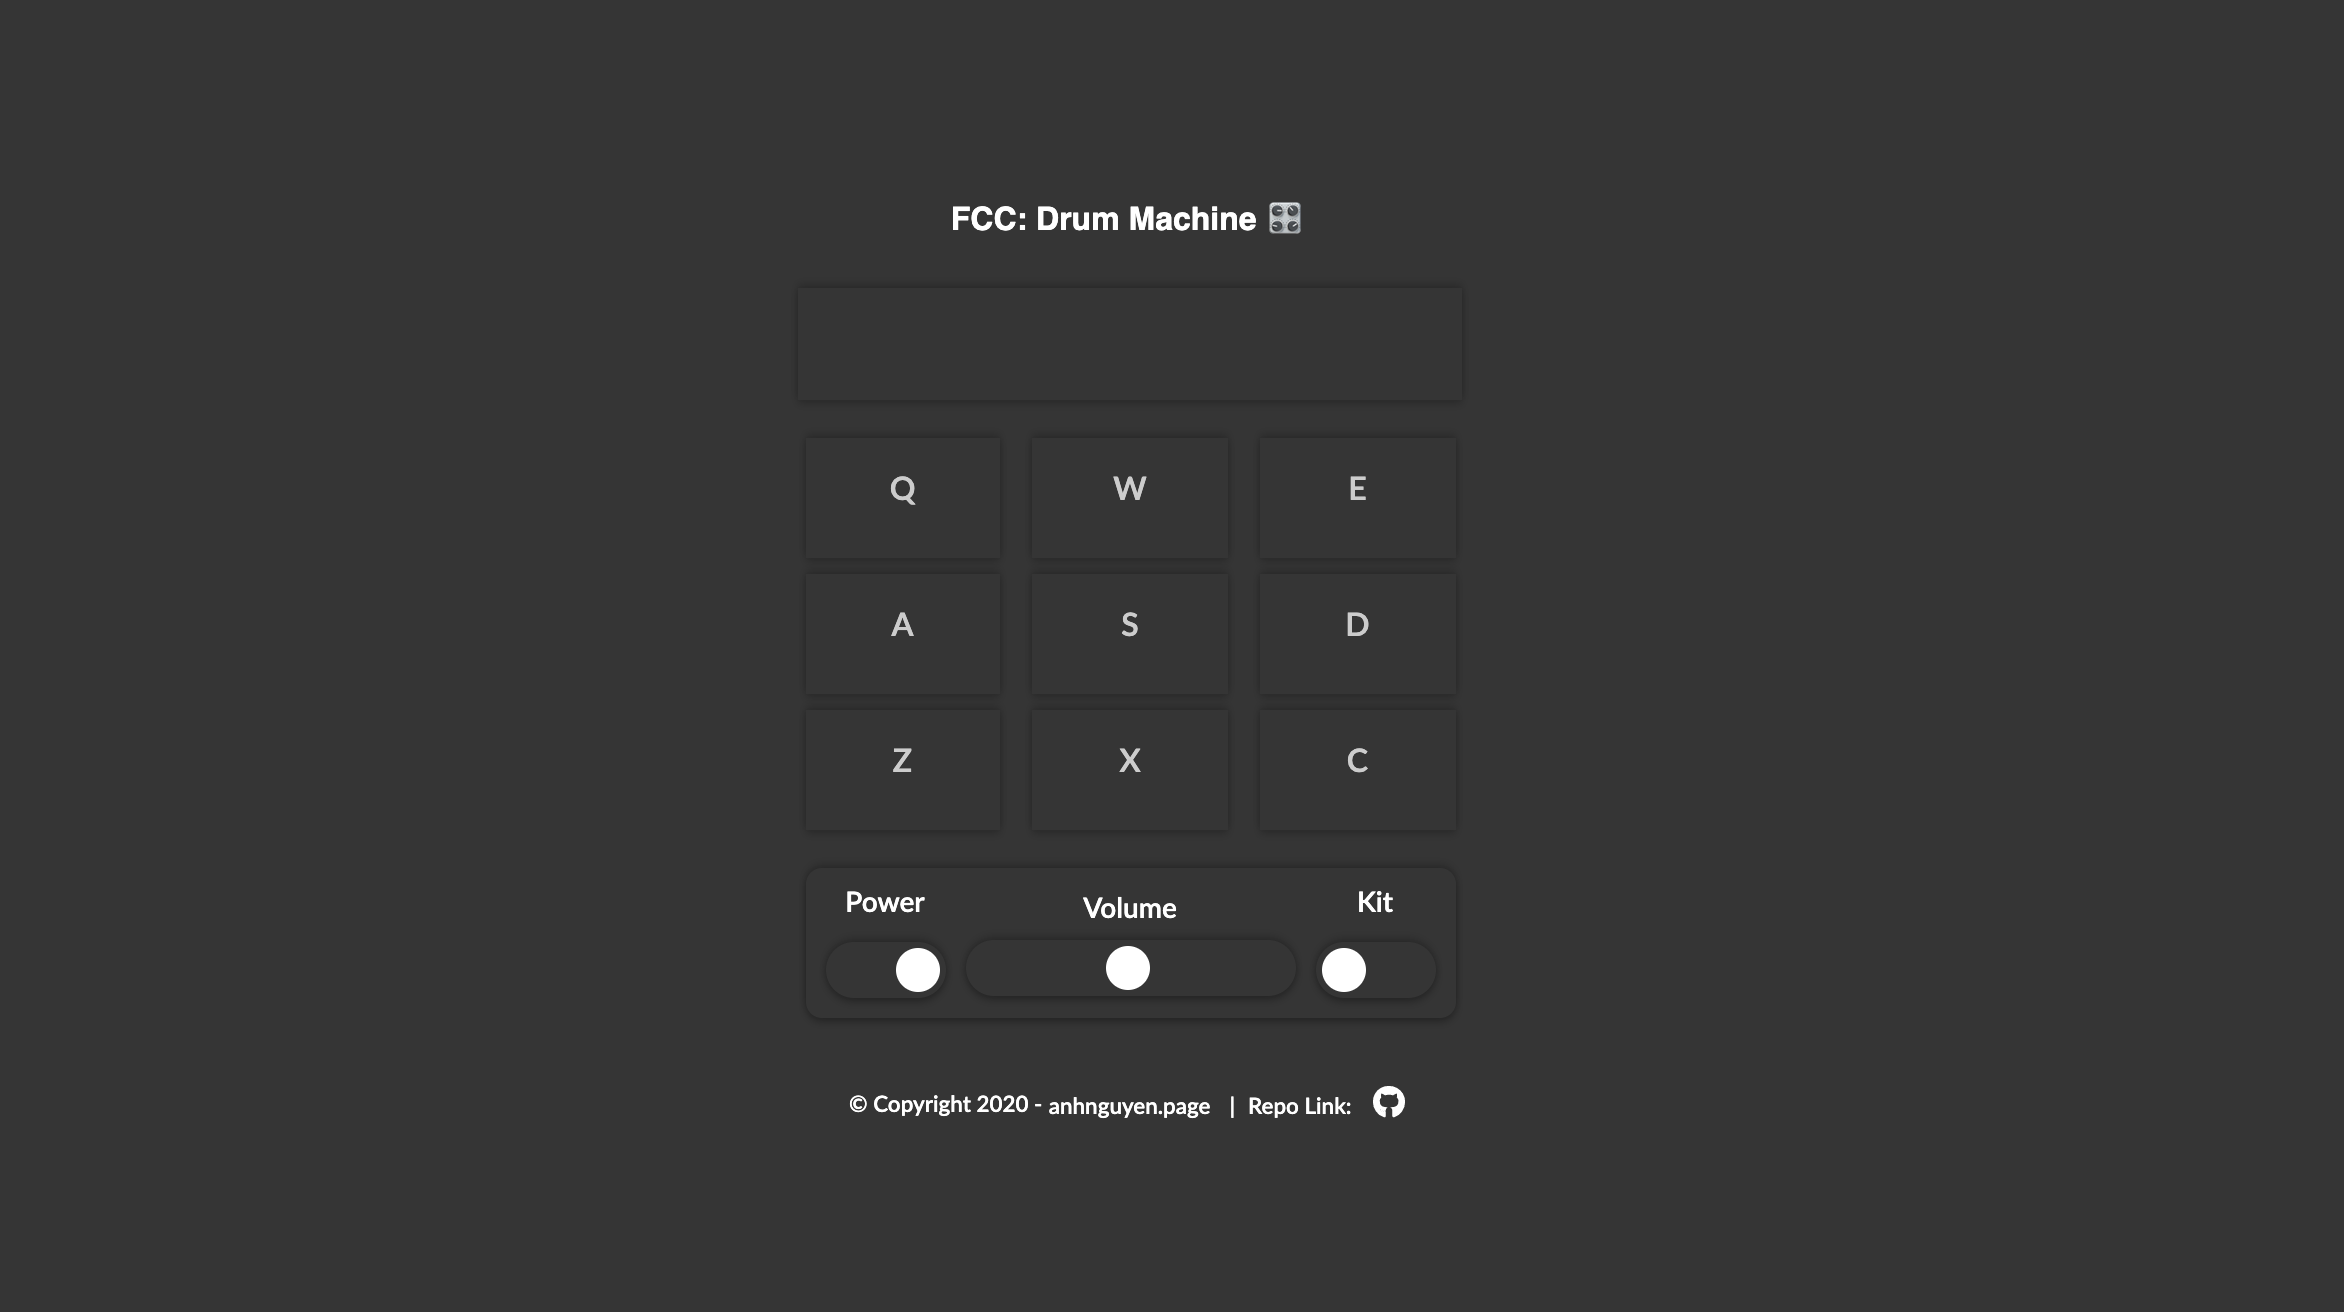 FCC: Drum Machine 🎛️
Q W E
A S D
Z X C
Power Volume Kit
© Copyright 2020 - anhnguyen.page | Repo Link: